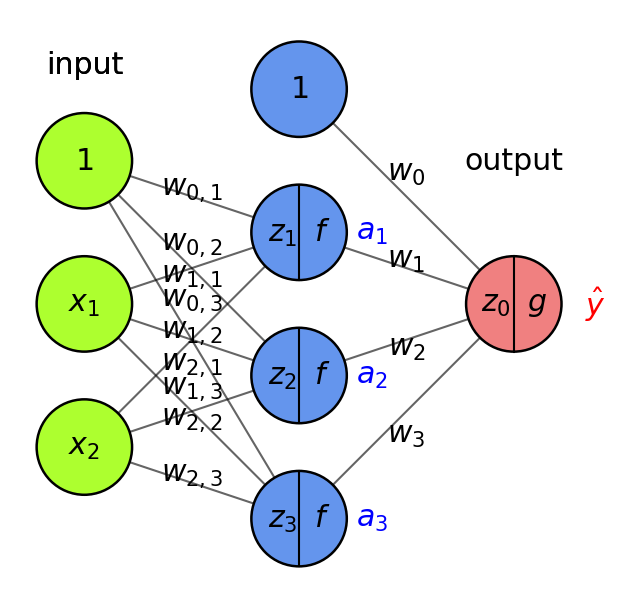 input
1
1
output
w_0
w_{0,1}
z_1 f a_1
w_{0,2}
w_1
w_{1,1}
w_{0,3}
x_1
z_0 g ŷ
w_{1,2}
w_2
w_{2,1}
z_2 f a_2
w_{1,3}
w_{2,2}
w_3
x_2
w_{2,3}
z_3 f a_3